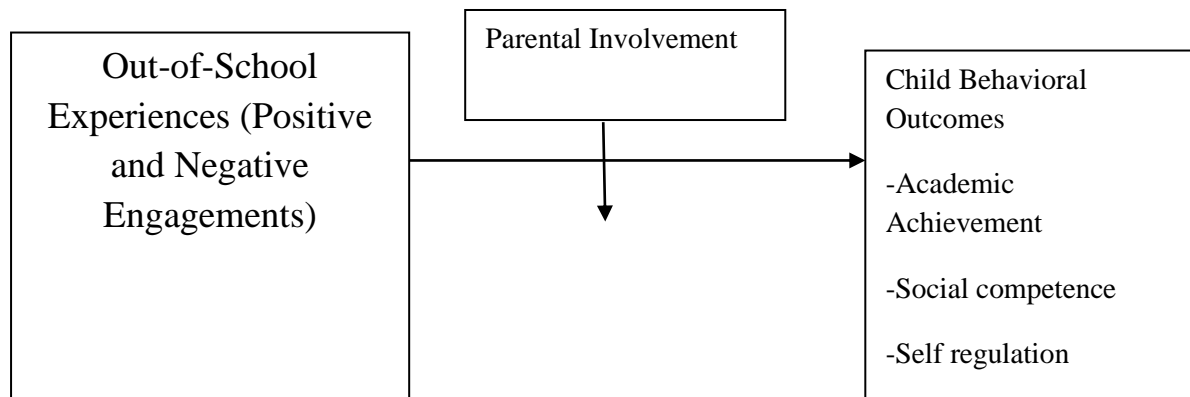 Out-of-School
Experiences (Positive
and Negative
Engagements)
Parental Involvement
Child Behavioral
Outcomes
-Academic
Achievement
-Social competence
-Self regulation